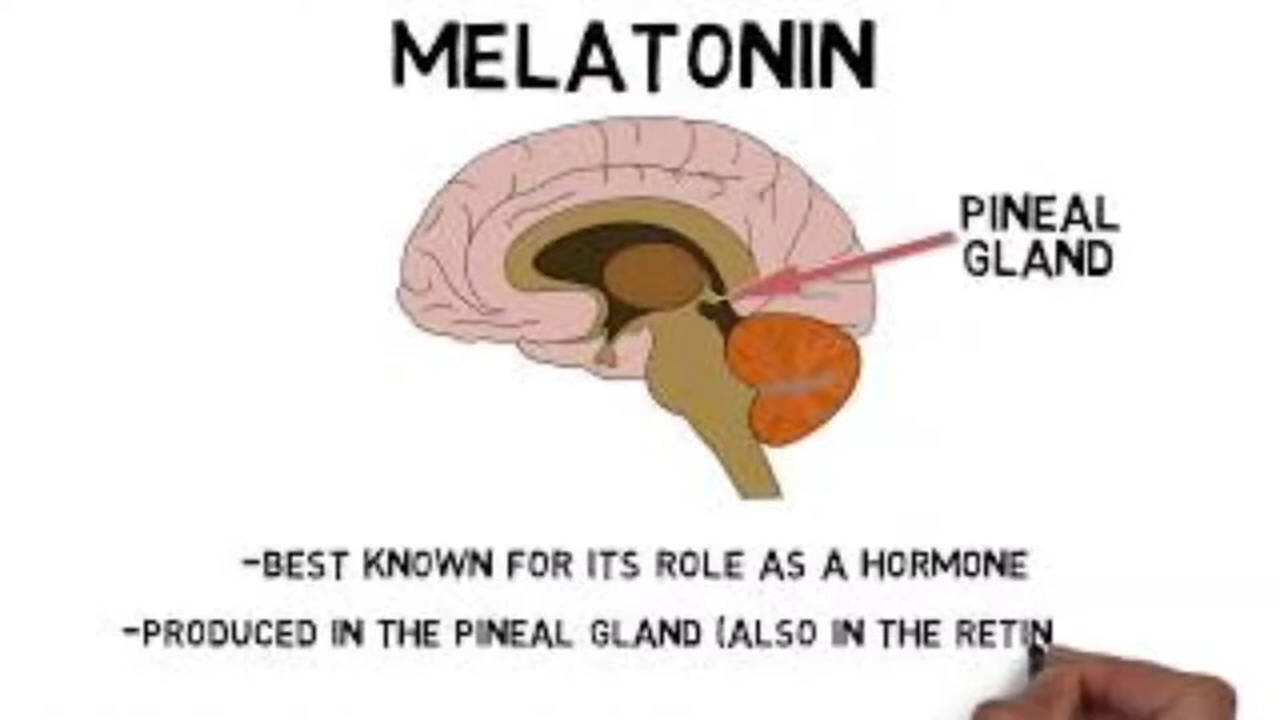 MELATONIN
PINEAL
GLAND
-BEST KNOWN FOR ITS ROLE AS A HORMONE
-PRODUCED IN THE PINEAL GLAND (ALSO IN THE RETIN